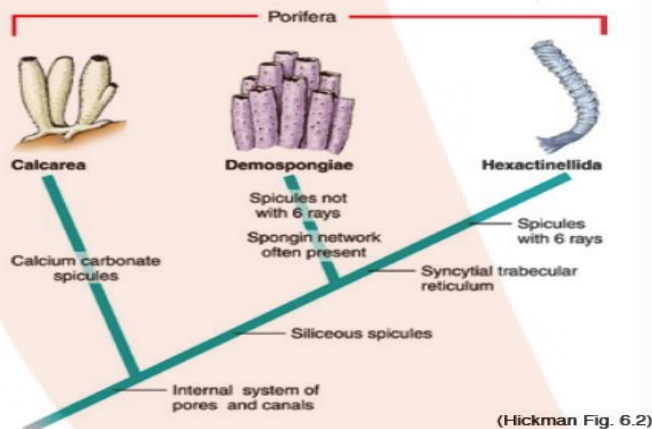 Porifera
Calcarea
Demospongiae
Hexactinellida
Spicules not
with 6 rays
Spongin network
often present
Spicules
with 6 rays
Calcium carbonate
spicules
Syncytial trabecular
reticulum
Siliceous spicules
Internal system of
pores and canals
(Hickman Fig. 6.2)